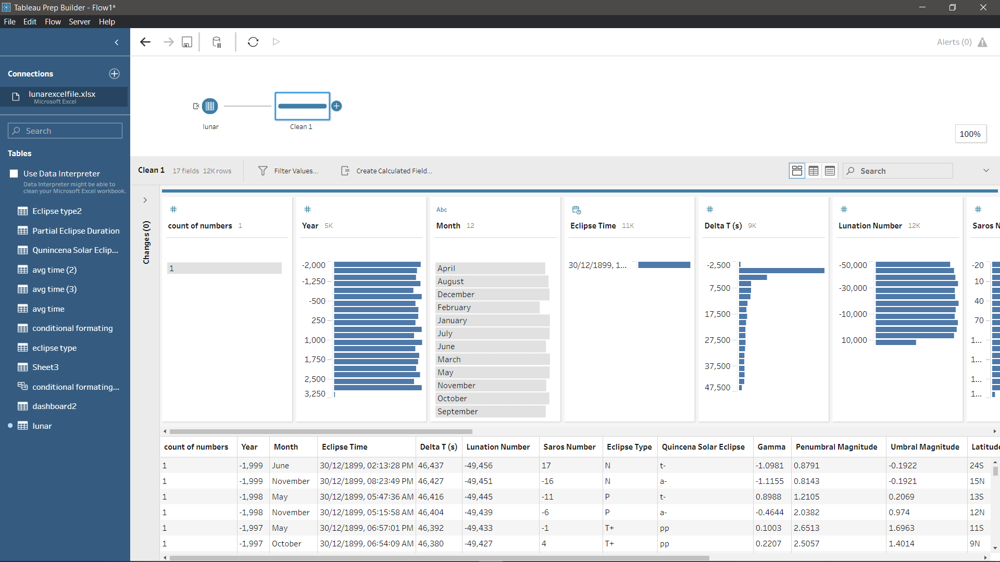 Tableau Prep Builder - Flow1*
File Edit Flow Server Help
Alerts (0)
Connections
lunarexcelfile.xlsx
Microsoft Excel
Search
Tables
Use Data Interpreter
Data Interpreter might be able to
clean your Microsoft Excel workbook.
Eclipse type2
Partial Eclipse Duration
Qunincena Solar Eclip...
avg time (2)
avg time (3)
avg time
conditional formating
eclipse type
Sheet3
conditional formating...
dashboard2
lunar
lunar
Clean 1
100%
Clean 1 17 fields 12K rows Filter Values... Create Calculated Field... Search
Changes (0)
count of numbers 1
1
Year 5K
-2,000
-1,250
-500
250
1,000
1,750
2,500
3,250
Abc
Month 12
April
August
December
February
January
July
June
March
May
November
October
September
Eclipse Time 11K
30/12/1899, 1...
Delta T (s) 9K
-2,500
7,500
17,500
27,500
37,500
47,500
Lunation Number 12K
-50,000
-30,000
-10,000
10,000
Saros N
-20
10
40
70
1...
1...
1...
1...
count of numbers Year Month Eclipse Time Delta T (s) Lunation Number Saros Number Eclipse Type Quincena Solar Eclipse Gamma Penumbral Magnitude Umbral Magnitude Latitude
1 -1,999 June 30/12/1899, 02:13:28 PM 46,437 -49,456 17 N t- -1.0981 0.8791 -0.1922 24S
1 -1,999 November 30/12/1899, 08:23:49 PM 46,427 -49,451 -16 N a- -1.1155 0.8143 -0.1921 15N
1 -1,998 May 30/12/1899, 05:47:36 AM 46,416 -49,445 -11 P t- 0.8988 1.2105 0.2069 13S
1 -1,998 November 30/12/1899, 05:15:58 AM 46,404 -49,439 -6 P a- -0.4644 2.0382 0.974 12N
1 -1,997 May 30/12/1899, 06:57:01 PM 46,392 -49,433 -1 T+ pp 0.1003 2.6513 1.6963 11S
1 -1,997 October 30/12/1899, 06:54:09 AM 46,380 -49,427 4 T+ pp 0.2207 2.5057 1.4014 9N